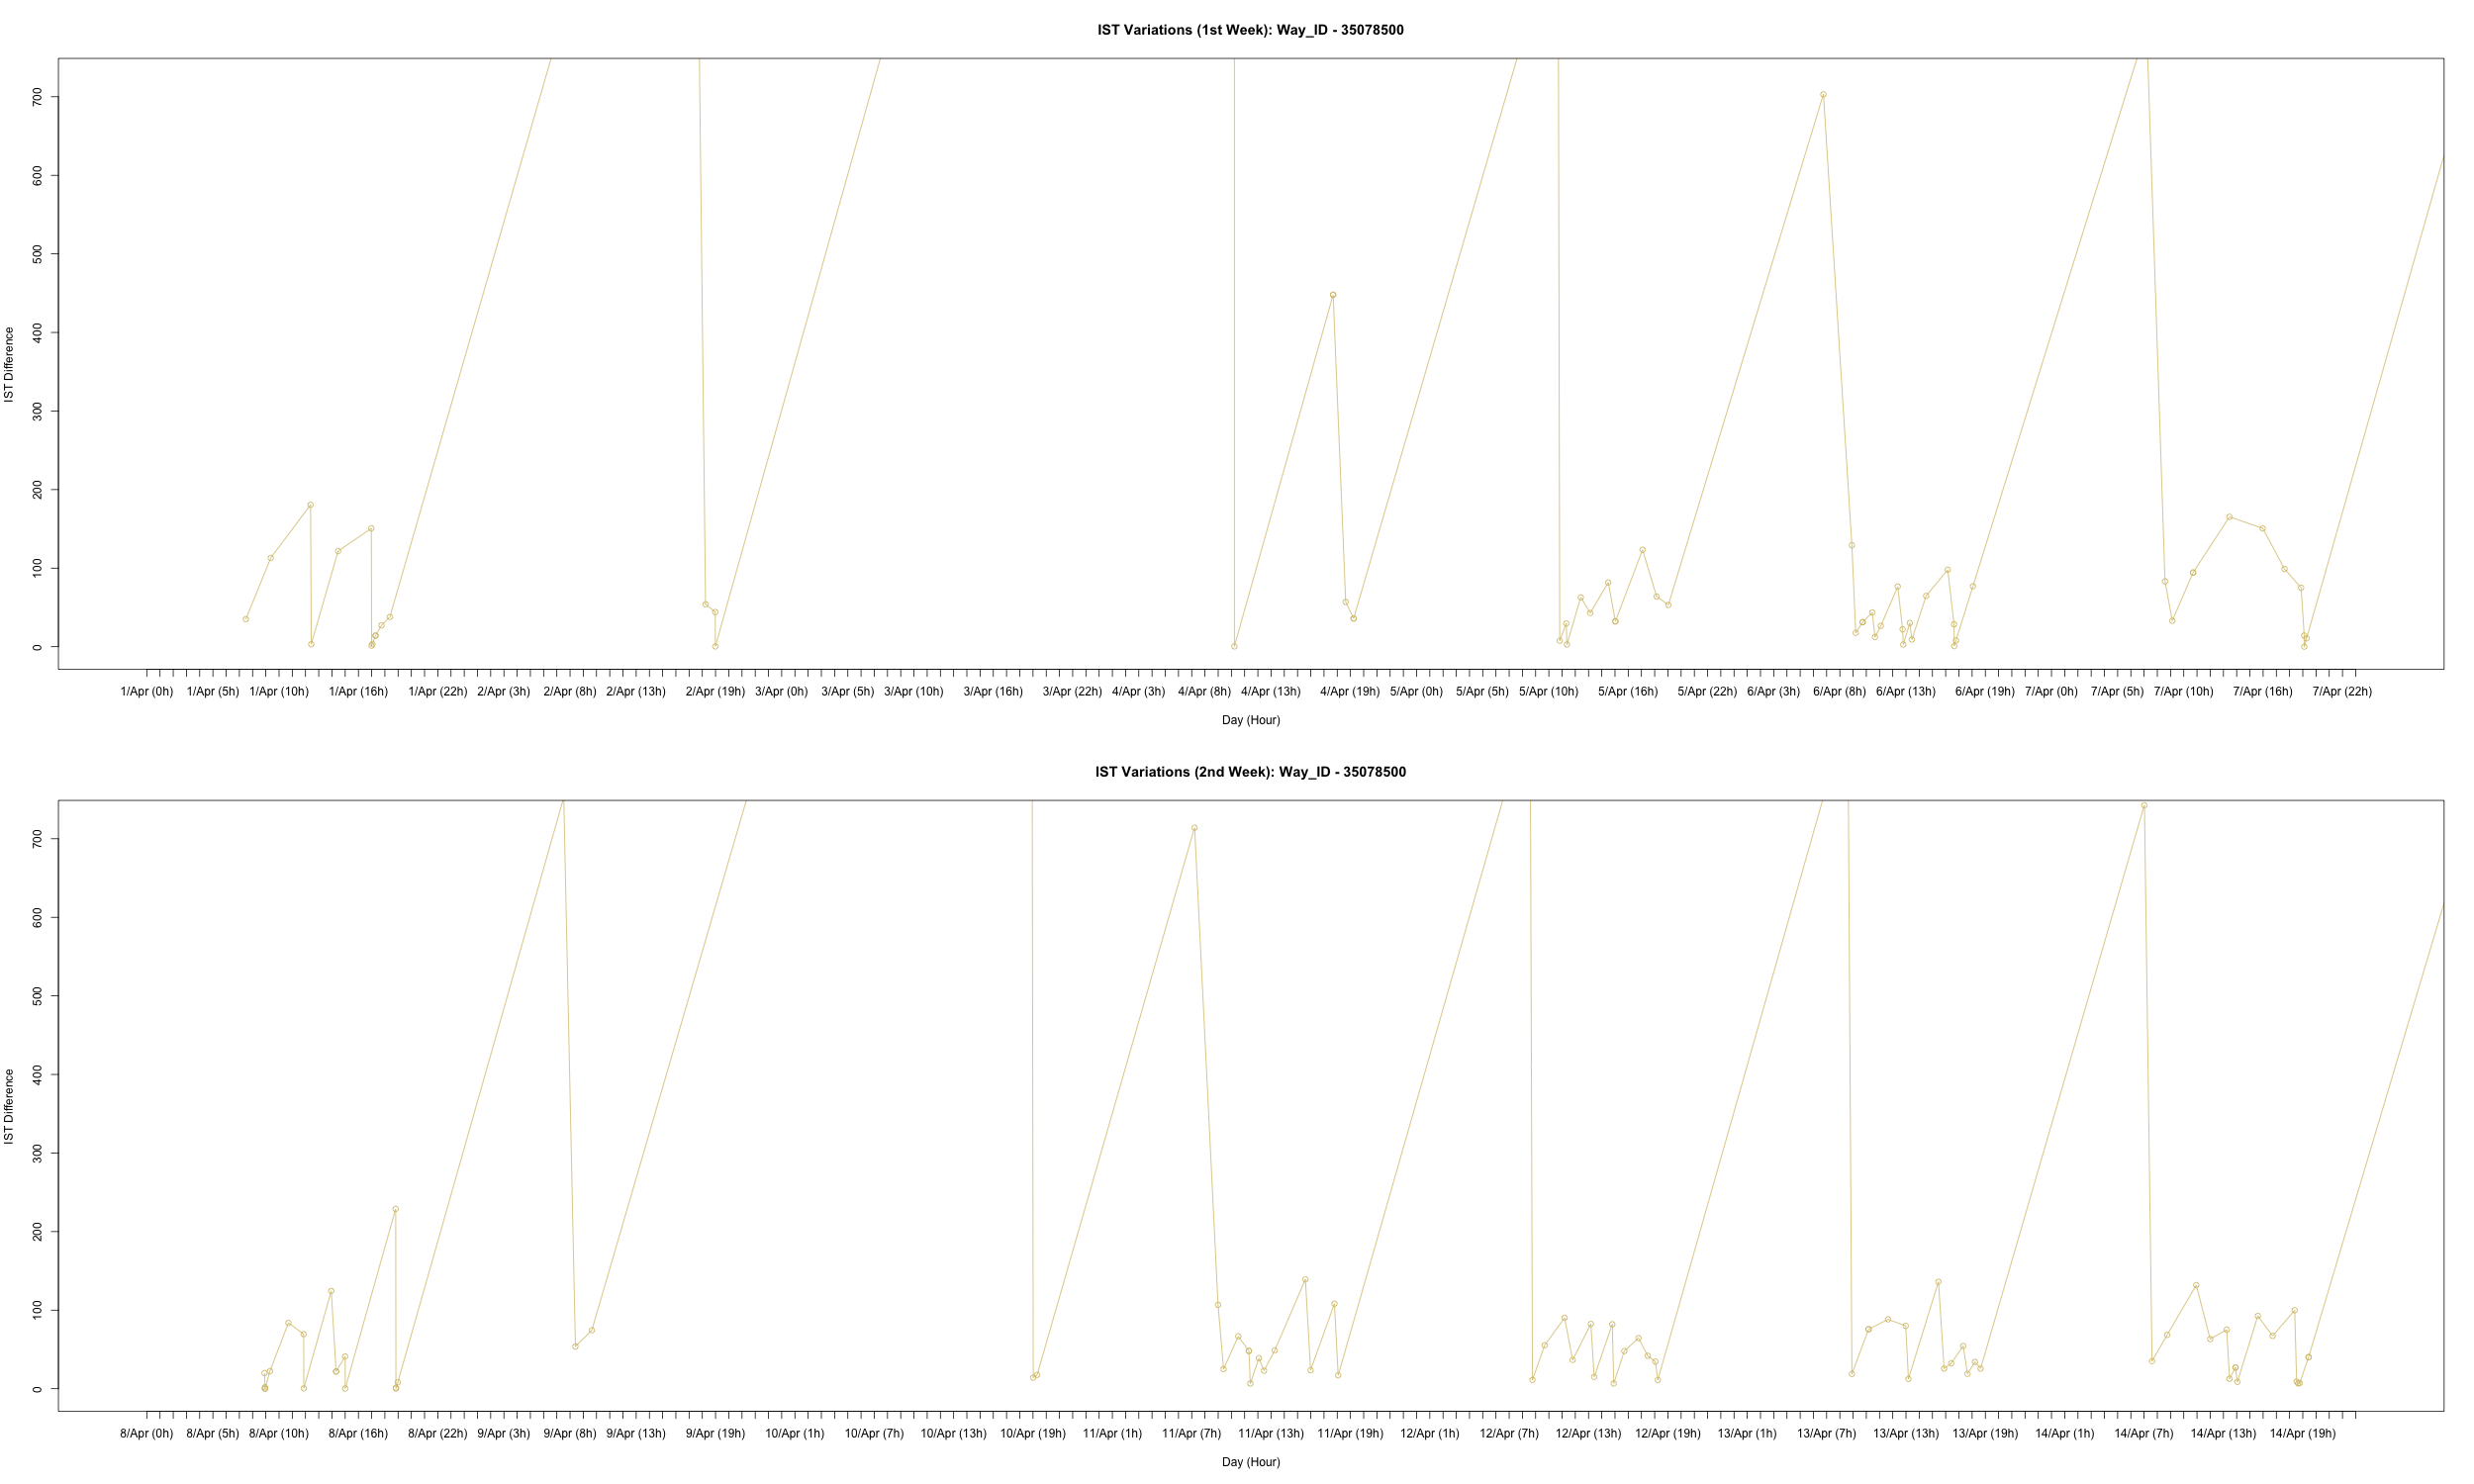 IST Variations (1st Week): Way_ID - 35078500
IST Difference
700
600
500
400
300
200
100
0
1/Apr (0h) 1/Apr (5h) 1/Apr (10h) 1/Apr (16h) 1/Apr (22h) 2/Apr (3h) 2/Apr (8h) 2/Apr (13h) 2/Apr (19h) 3/Apr (0h) 3/Apr (5h) 3/Apr (10h) 3/Apr (16h) 3/Apr (22h) 4/Apr (3h) 4/Apr (8h) 4/Apr (13h) 4/Apr (19h) 5/Apr (0h) 5/Apr (5h) 5/Apr (10h) 5/Apr (16h) 5/Apr (22h) 6/Apr (3h) 6/Apr (8h) 6/Apr (13h) 6/Apr (19h) 7/Apr (0h) 7/Apr (5h) 7/Apr (10h) 7/Apr (16h) 7/Apr (22h)
Day (Hour)
IST Variations (2nd Week): Way_ID - 35078500
IST Difference
700
600
500
400
300
200
100
0
8/Apr (0h) 8/Apr (5h) 8/Apr (10h) 8/Apr (16h) 8/Apr (22h) 9/Apr (3h) 9/Apr (8h) 9/Apr (13h) 9/Apr (19h) 10/Apr (1h) 10/Apr (7h) 10/Apr (13h) 10/Apr (19h) 11/Apr (1h) 11/Apr (7h) 11/Apr (13h) 11/Apr (19h) 12/Apr (1h) 12/Apr (7h) 12/Apr (13h) 12/Apr (19h) 13/Apr (1h) 13/Apr (7h) 13/Apr (13h) 13/Apr (19h) 14/Apr (1h) 14/Apr (7h) 14/Apr (13h) 14/Apr (19h)
Day (Hour)